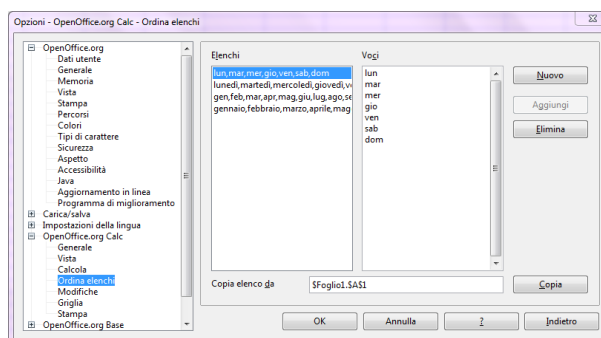 Opzioni - OpenOffice.org Calc - Ordina elenchi
OpenOffice.org
Dati utente
Generale
Memoria
Vista
Stampa
Percorsi
Colori
Tipi di carattere
Sicurezza
Aspetto
Accessibilità
Java
Aggiornamento in linea
Programma di miglioramento
Carica/salva
Impostazioni della lingua
OpenOffice.org Calc
Generale
Vista
Calcola
Ordina elenchi
Modifiche
Griglia
Stampa
OpenOffice.org Base
Elenchi
lun,mar,mer,gio,ven,sab,dom
lunedì,martedì,mercoledì,giovedì,v
gen,feb,mar,apr,mag,giu,lug,ago,se
gennaio,febbraio,marzo,aprile,mag
Voci
lun
mar
mer
gio
ven
sab
dom
Nuovo
Aggiungi
Elimina
Copia elenco da
$Foglio1.$A$1
Copia
OK
Annulla
?
Indietro